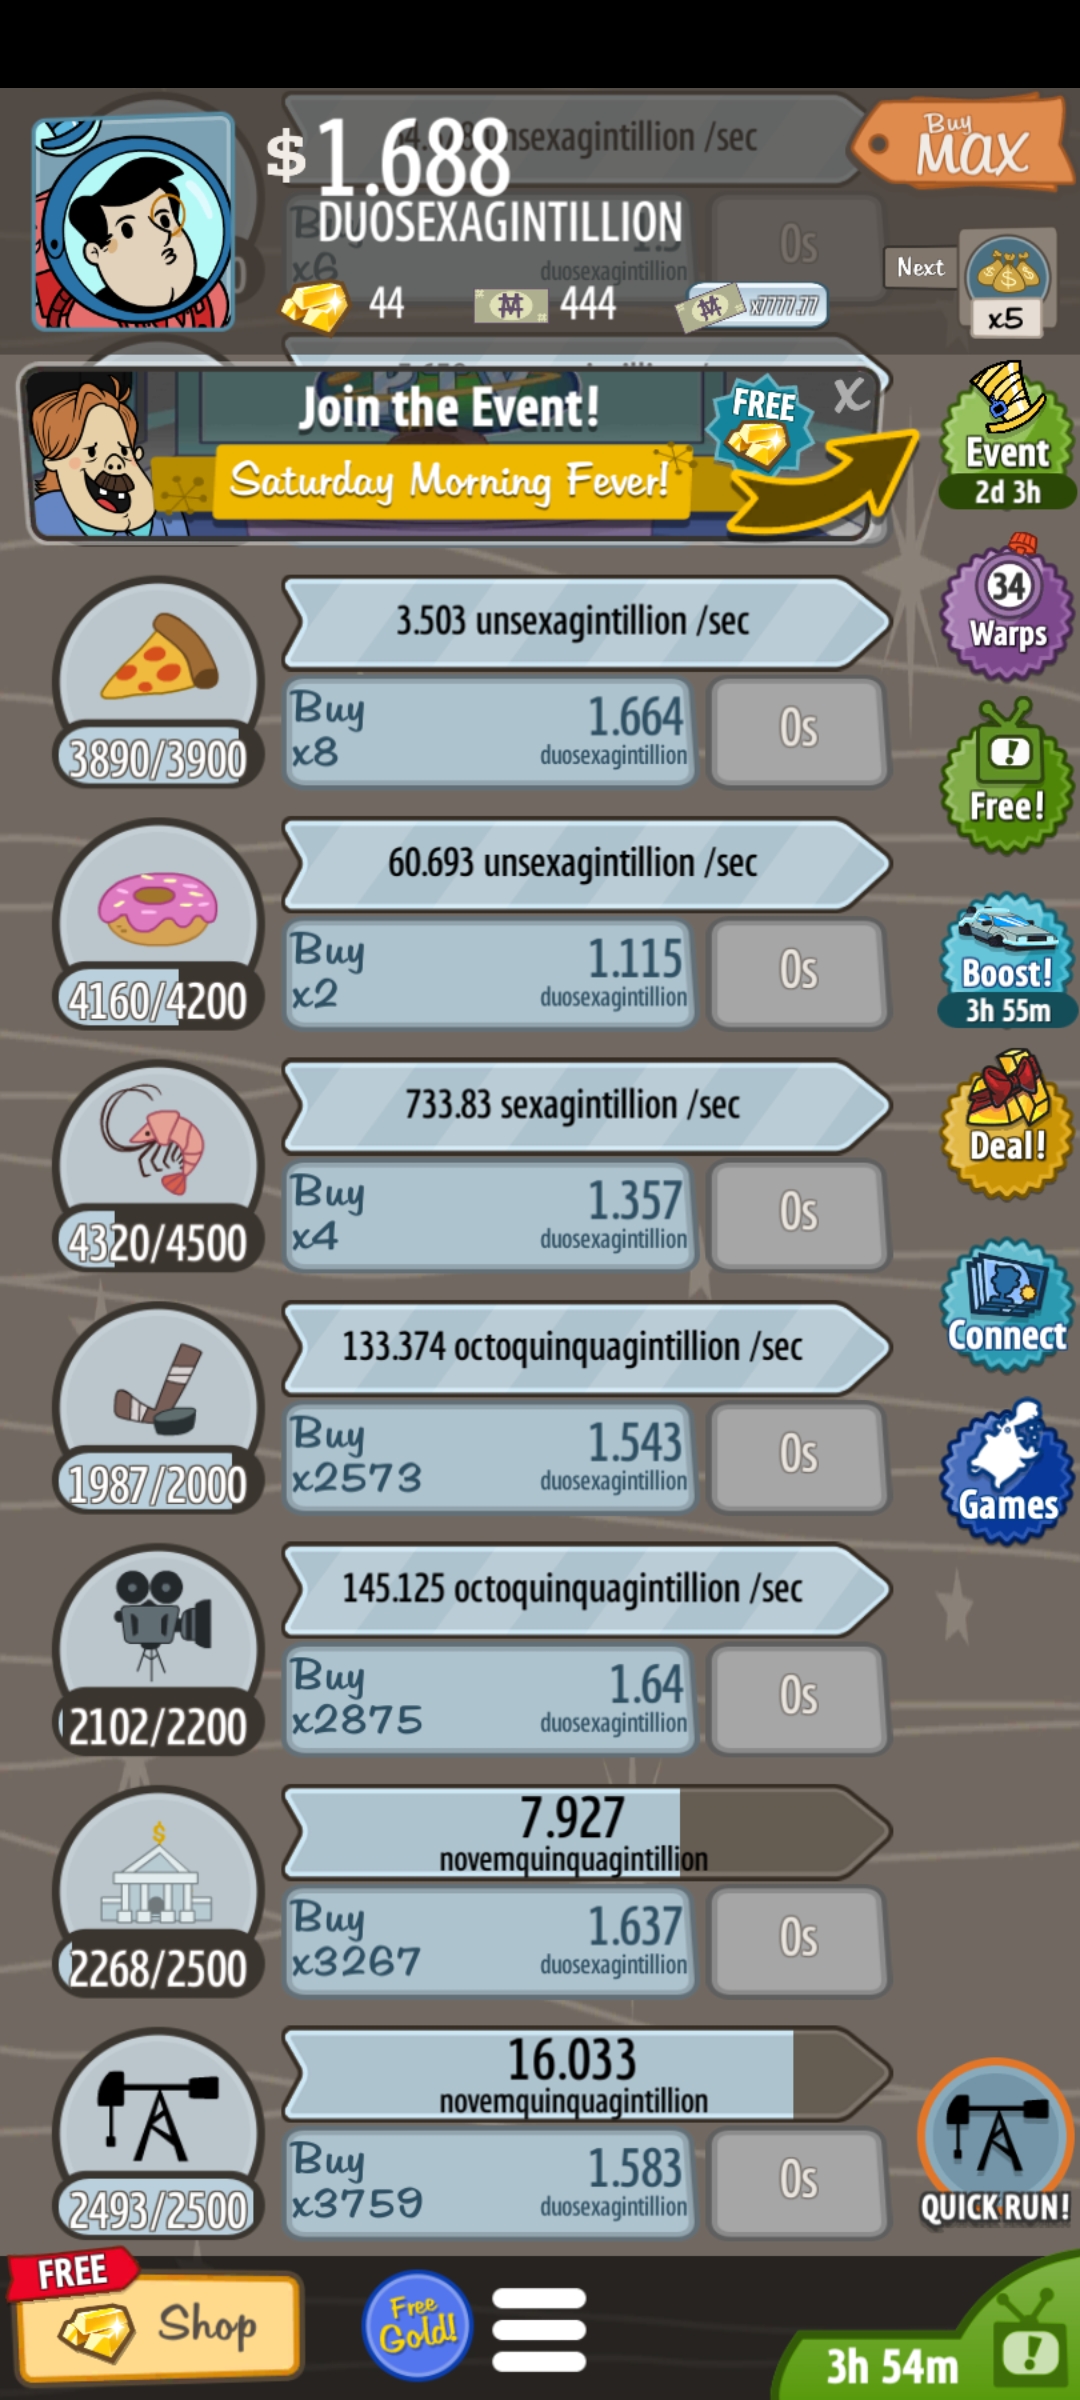 $ 1.688
DUOSEXAGINTILLION
unsexagintillion /sec
Buy
MAX
x6
duosexagintillion
0s
Next
x5
44
444
x7777.77
Join the Event!
FREE
X
Saturday Morning Fever!
Event
2d 3h
3.503 unsexagintillion /sec
34
Warps
Buy
x8
1.664
duosexagintillion
0s
3890/3900
Free!
60.693 unsexagintillion /sec
Buy
x2
1.115
duosexagintillion
0s
4160/4200
Boost!
3h 55m
733.83 sexagintillion /sec
Deal!
Buy
x4
1.357
duosexagintillion
0s
4320/4500
133.374 octoquinquagintillion /sec
Connect
Buy
x2573
1.543
duosexagintillion
0s
1987/2000
Games
145.125 octoquinquagintillion /sec
Buy
x2875
1.64
duosexagintillion
0s
2102/2200
7.927
novemquinquagintillion
Buy
x3267
1.637
duosexagintillion
0s
2268/2500
16.033
novemquinquagintillion
Buy
x3759
1.583
duosexagintillion
0s
2493/2500
QUICK RUN!
FREE
Shop
Free
Gold!
3h 54m